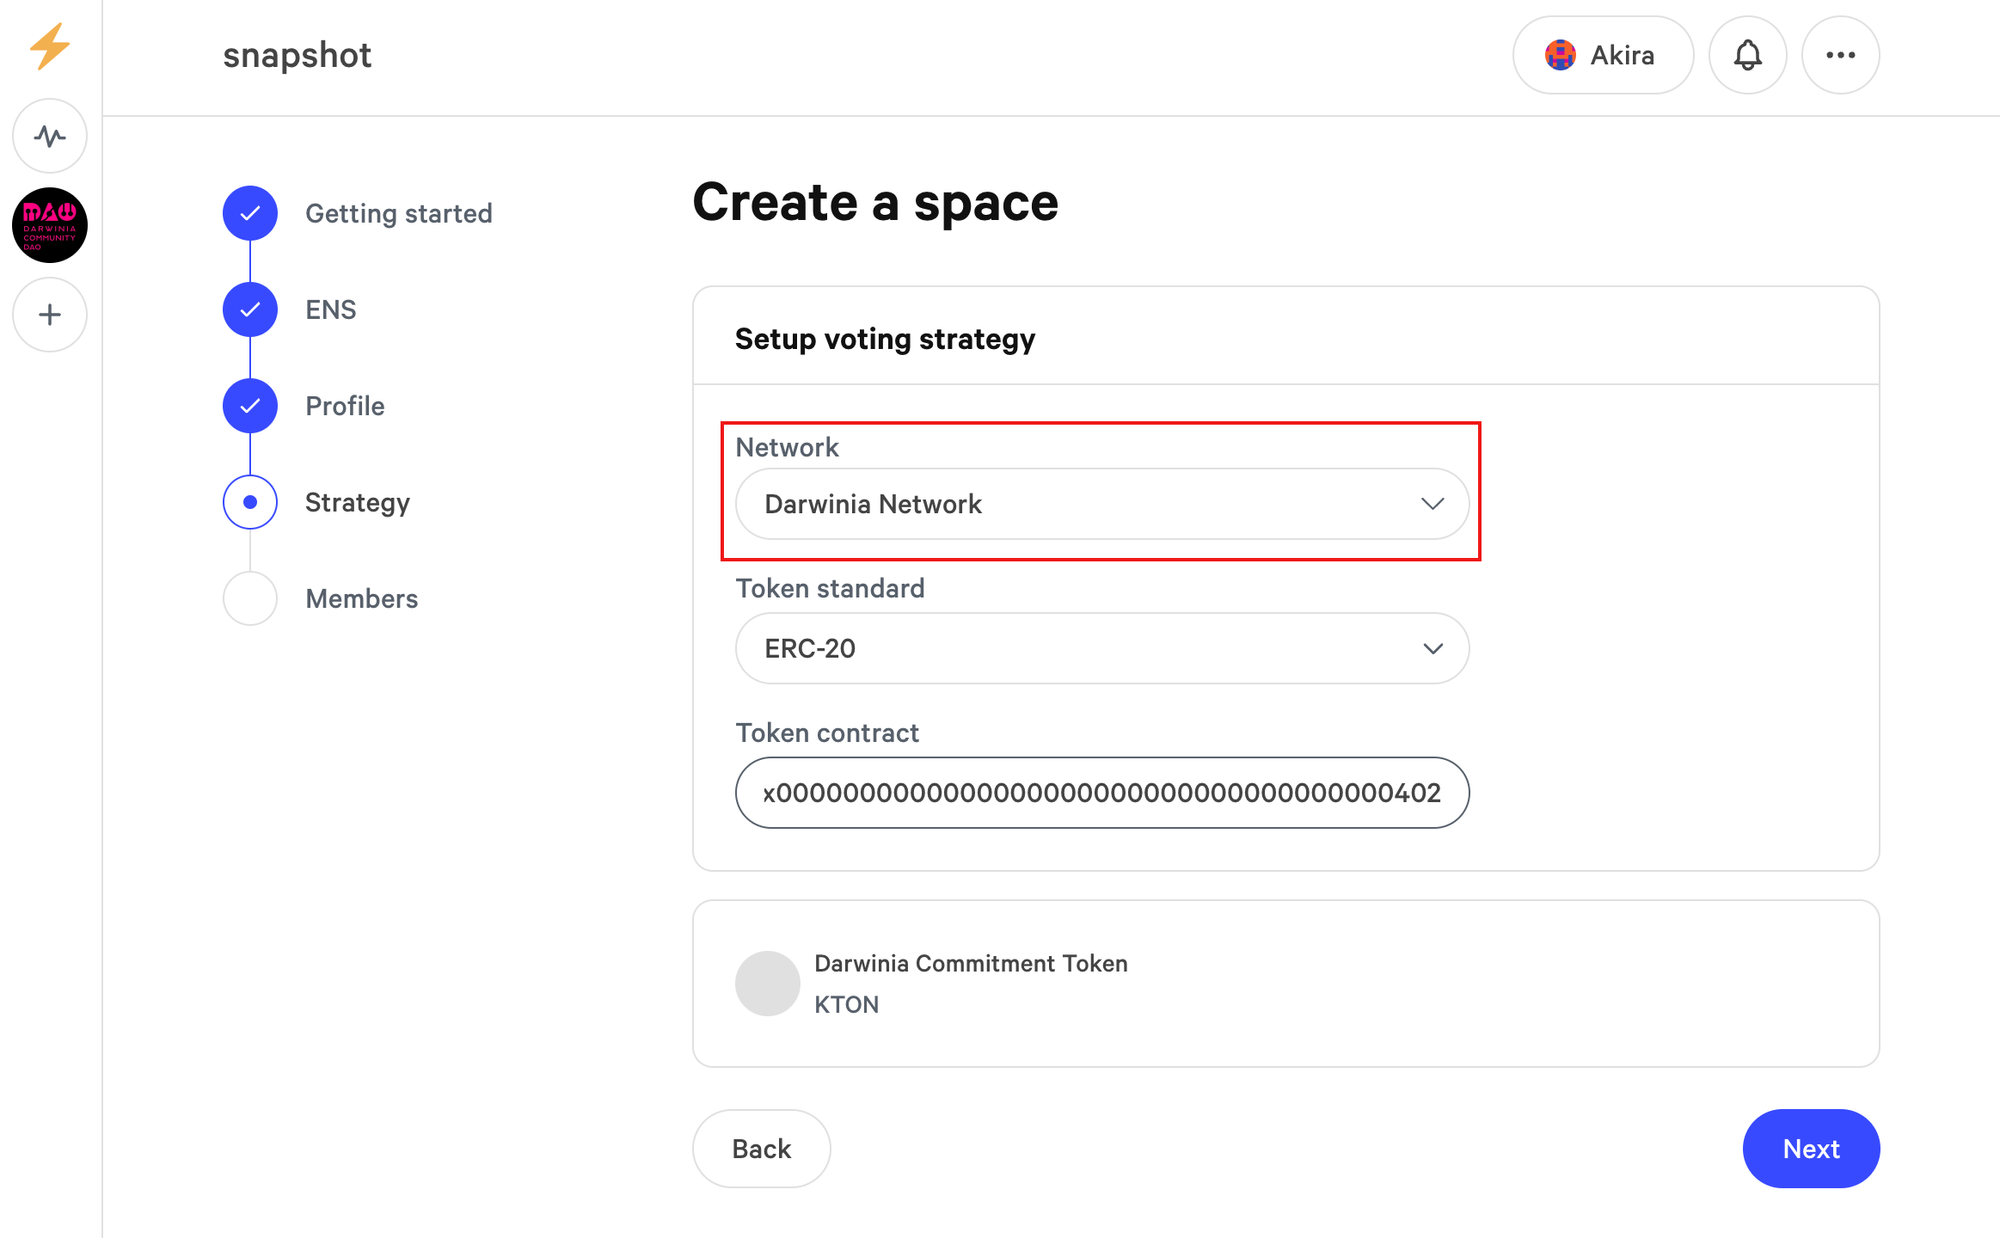 snapshot
Akira
DAO
DARWINIA
COMMUNITY
DAO
Getting started
ENS
Profile
Strategy
Members
Create a space
Setup voting strategy
Network
Darwinia Network
Token standard
ERC-20
Token contract
x0000000000000000000000000000000000000402
Darwinia Commitment Token
KTON
Back
Next